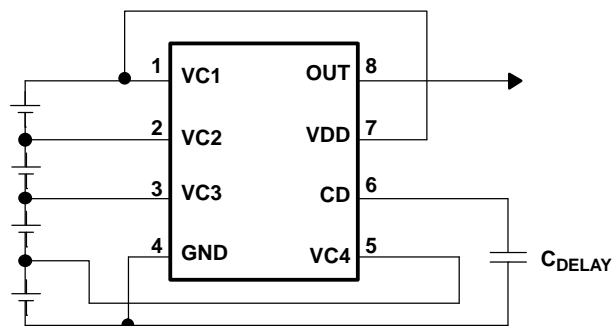 1 VC1 OUT 8
2 VC2 VDD 7
3 VC3 CD 6
4 GND VC4 5
CDELAY